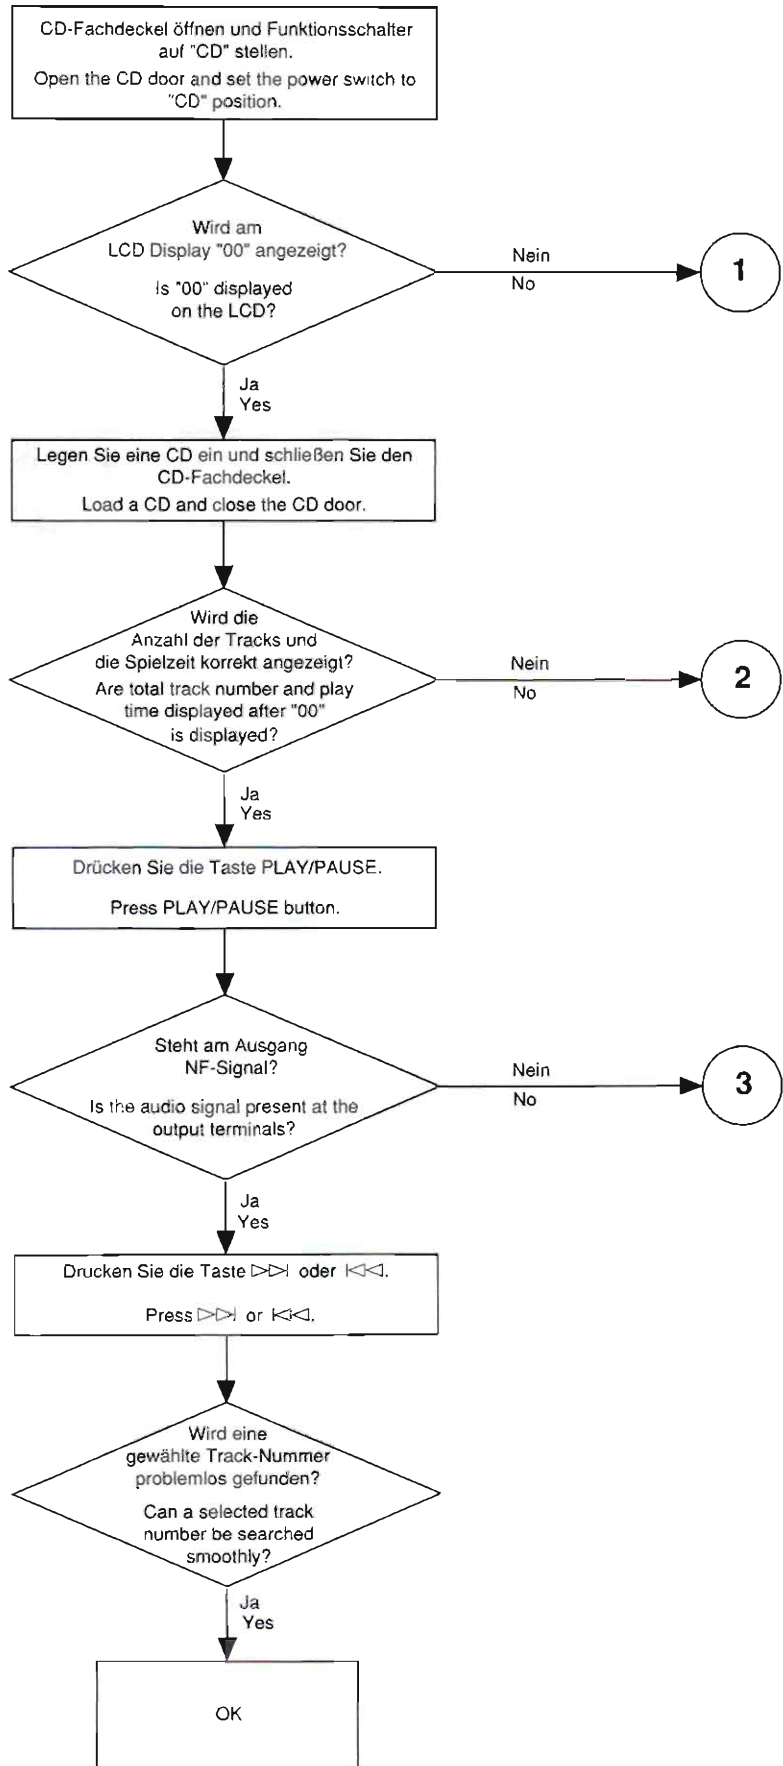 CD-Fachdeckel öffnen und Funktionsschalter
auf "CD" stellen.
Open the CD door and set the power switch to
"CD" position.
Wird am
LCD Display "00" angezeigt?
Is "00" displayed
on the LCD?
Nein
No
1
Ja
Yes
Legen Sie eine CD ein und schließen Sie den
CD-Fachdeckel.
Load a CD and close the CD door.
Wird die
Anzahl der Tracks und
die Spielzeit korrekt angezeigt?
Are total track number and play
time displayed after "00"
is displayed?
Nein
No
2
Ja
Yes
Drücken Sie die Taste PLAY/PAUSE.
Press PLAY/PAUSE button.
Steht am Ausgang
NF-Signal?
Is the audio signal present at the
output terminals?
Nein
No
3
Ja
Yes
Drucken Sie die Taste ▷▷| oder |◁◁.
Press ▷▷| or |◁◁.
Wird eine
gewählte Track-Nummer
problemlos gefunden?
Can a selected track
number be searched
smoothly?
Ja
Yes
OK